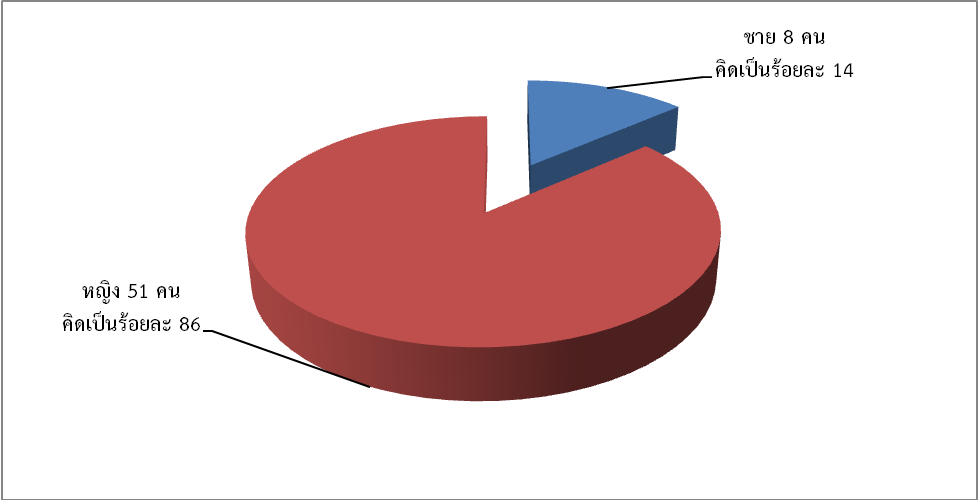 ชาย 8 คน
คิดเป็นร้อยละ 14
หญิง 51 คน
คิดเป็นร้อยละ 86